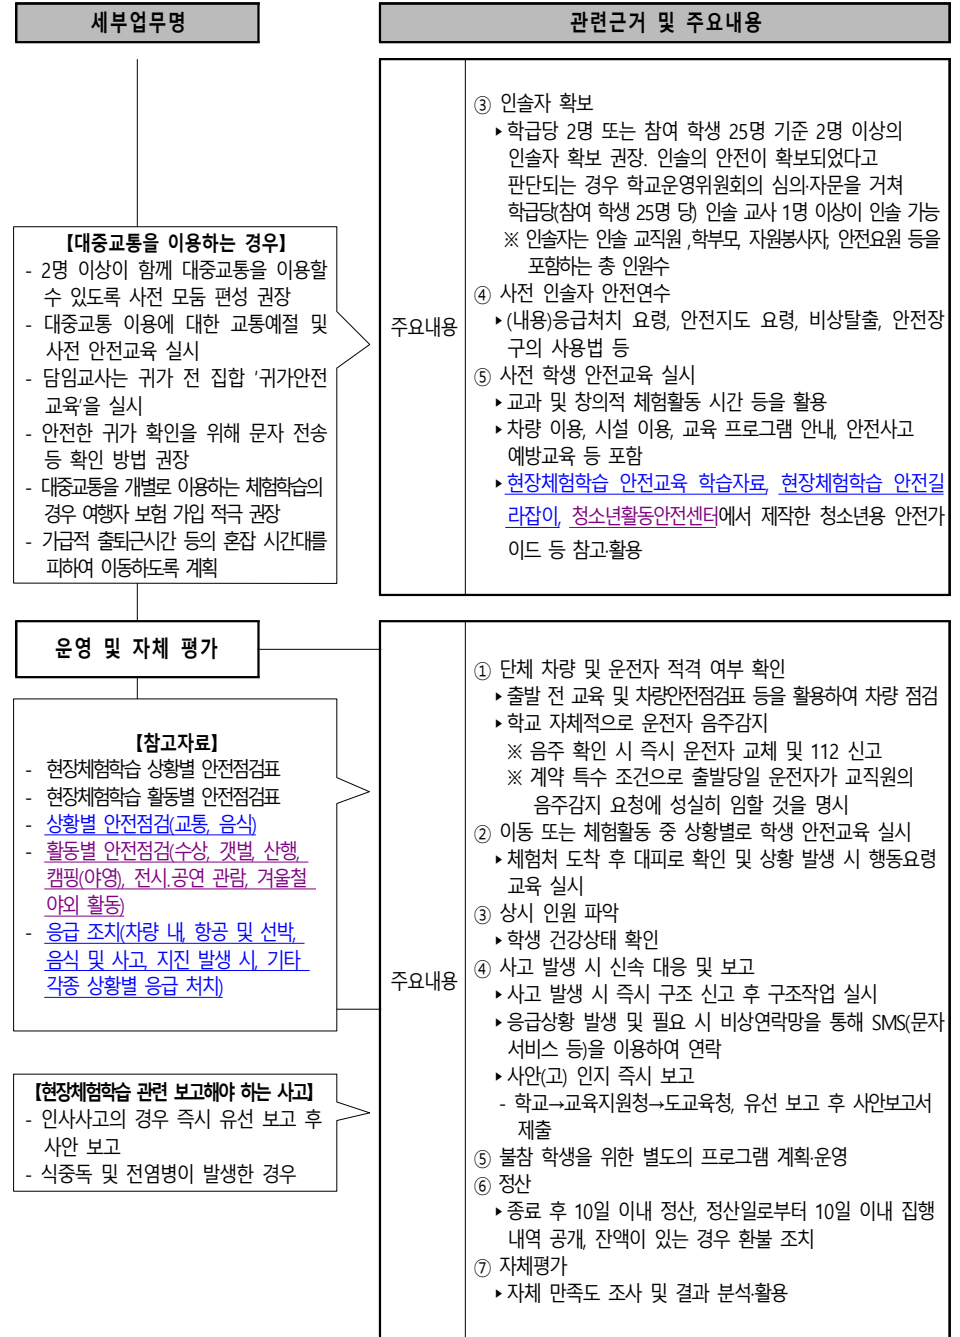 세부업무명
관련근거 및 주요내용
【대중교통을 이용하는 경우】
- 2명 이상이 함께 대중교통을 이용할
수 있도록 사전 모둠 편성 권장
- 대중교통 이용에 대한 교통예절 및
사전 안전교육 실시
- 담임교사는 귀가 전 집합 '귀가안전
교육'을 실시
- 안전한 귀가 확인을 위해 문자 전송
등 확인 방법 권장
- 대중교통을 개별로 이용하는 체험학습의
경우 여행자 보험 가입 적극 권장
- 가급적 출퇴근시간 등의 혼잡 시간대를
피하여 이동하도록 계획
주요내용
③ 인솔자 확보
▸학급당 2명 또는 참여 학생 25명 기준 2명 이상의
인솔자 확보 권장. 인솔의 안전이 확보되었다고
판단되는 경우 학교운영위원회의 심의·자문을 거쳐
학급당(참여 학생 25명 당) 인솔 교사 1명 이상이 인솔 가능
※ 인솔자는 인솔 교직원 ,학부모, 자원봉사자, 안전요원 등을
포함하는 총 인원수
④ 사전 인솔자 안전연수
▸(내용)응급처치 요령, 안전지도 요령, 비상탈출, 안전장
구의 사용법 등
⑤ 사전 학생 안전교육 실시
▸교과 및 창의적 체험활동 시간 등을 활용
▸차량 이용, 시설 이용, 교육 프로그램 안내, 안전사고
예방교육 등 포함
▸현장체험학습 안전교육 학습자료, 현장체험학습 안전길
라잡이, 청소년활동안전센터에서 제작한 청소년용 안전가
이드 등 참고·활용
운영 및 자체 평가
【참고자료】
- 현장체험학습 상황별 안전점검표
- 현장체험학습 활동별 안전점검표
- 상황별 안전점검(교통, 음식)
- 활동별 안전점검(수상, 갯벌, 산행,
캠핑(야영), 전시.공연 관람, 겨울철
야외 활동)
- 응급 조치(차량 내, 항공 및 선박,
음식 및 사고, 지진 발생 시, 기타
각종 상황별 응급 처치)
【현장체험학습 관련 보고해야 하는 사고】
- 인사사고의 경우 즉시 유선 보고 후
사안 보고
- 식중독 및 전염병이 발생한 경우
주요내용
① 단체 차량 및 운전자 적격 여부 확인
▸출발 전 교육 및 차량안전점검표 등을 활용하여 차량 점검
▸학교 자체적으로 운전자 음주감지
※ 음주 확인 시 즉시 운전자 교체 및 112 신고
※ 계약 특수 조건으로 출발당일 운전자가 교직원의
음주감지 요청에 성실히 임할 것을 명시
② 이동 또는 체험활동 중 상황별로 학생 안전교육 실시
▸체험처 도착 후 대피로 확인 및 상황 발생 시 행동요령
교육 실시
③ 상시 인원 파악
▸학생 건강상태 확인
④ 사고 발생 시 신속 대응 및 보고
▸사고 발생 시 즉시 구조 신고 후 구조작업 실시
▸응급상황 발생 및 필요 시 비상연락망을 통해 SMS(문자
서비스 등)을 이용하여 연락
▸사안(고) 인지 즉시 보고
- 학교→교육지원청→도교육청, 유선 보고 후 사안보고서
제출
⑤ 불참 학생을 위한 별도의 프로그램 계획·운영
⑥ 정산
▸종료 후 10일 이내 정산, 정산일로부터 10일 이내 집행
내역 공개, 잔액이 있는 경우 환불 조치
⑦ 자체평가
▸자체 만족도 조사 및 결과 분석·활용